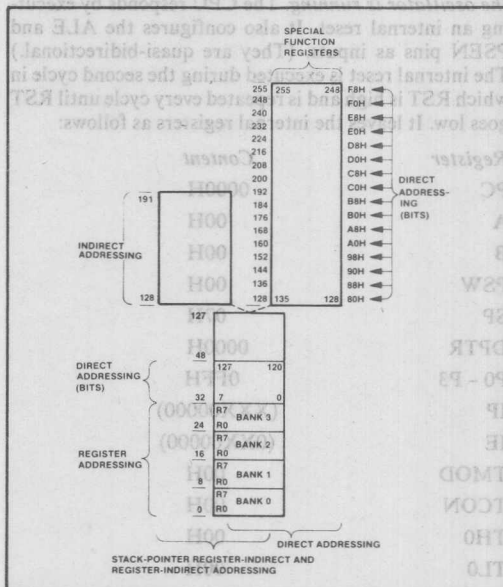 SPECIAL
FUNCTION
REGISTERS
255 255 248 F8H
248 F0H
240 E8H
232 E0H
224 D8H
216 D0H
208 C8H
200 C0H
192 B8H
184 B0H
176 A8H
168 A0H
160 98H
152 90H
144 88H
136 80H
128 135 128
DIRECT
ADDRESS-
ING
(BITS)
191
INDIRECT
ADDRESSING
128
127
48
DIRECT
ADDRESSING
(BITS)
127 120
32 7 0
REGISTER
ADDRESSING
R7 BANK 3
24 R0
R7 BANK 2
16 R0
R7 BANK 1
8 R0
R7 BANK 0
0 R0
DIRECT ADDRESSING
STACK-POINTER REGISTER-INDIRECT AND
REGISTER-INDIRECT ADDRESSING